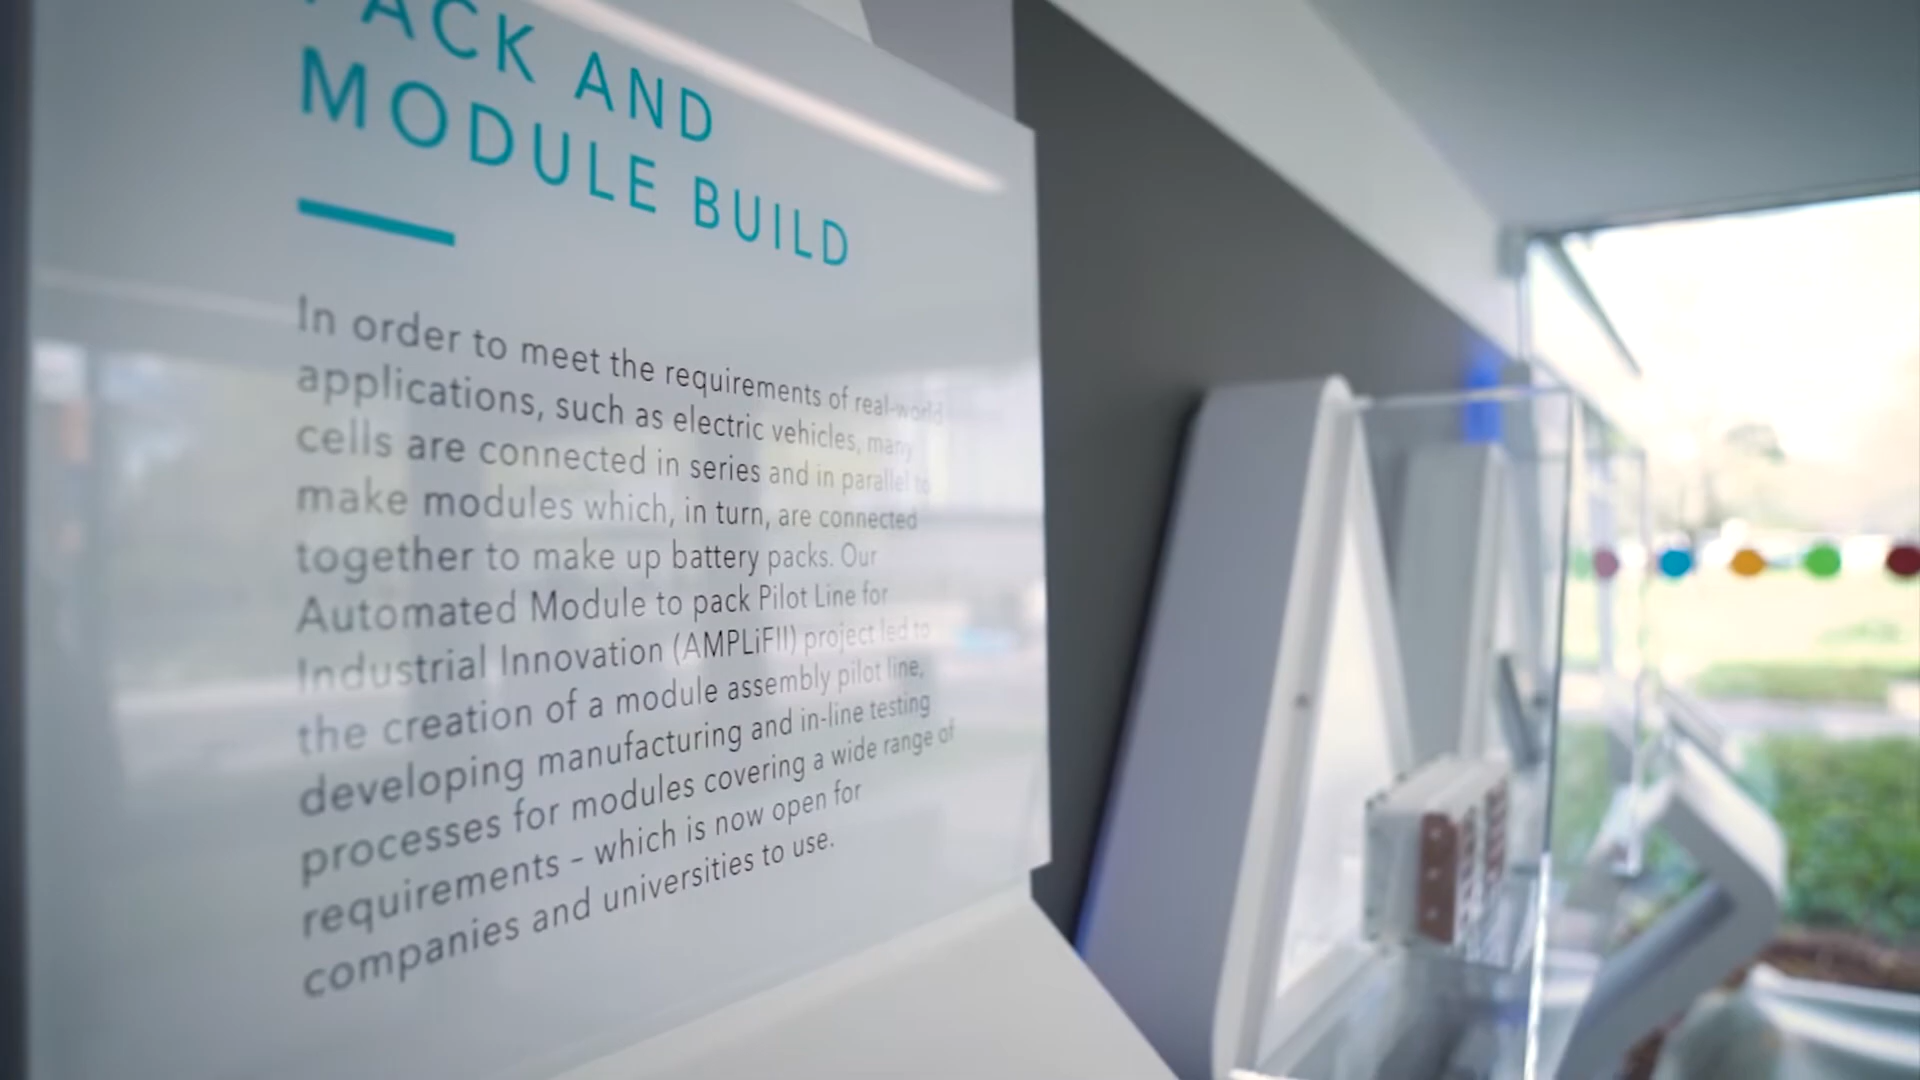 PACK AND
MODULE BUILD
In order to meet the requirements of real-world
applications, such as electric vehicles, many
cells are connected in series and in parallel to
make modules which, in turn, are connected
together to make up battery packs. Our
Automated Module to pack Pilot Line for
Industrial Innovation (AMPLiFII) project led to
the creation of a module assembly pilot line,
developing manufacturing and in-line testing
processes for modules covering a wide range of
requirements – which is now open for
companies and universities to use.